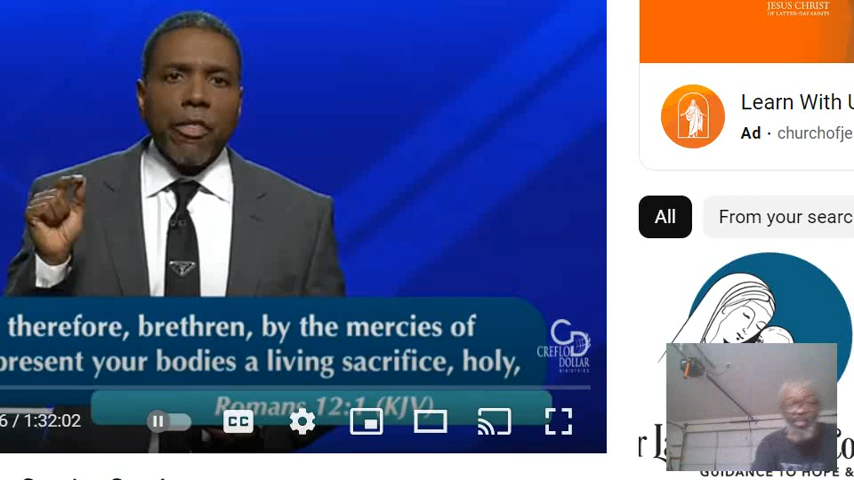 JESUS CHRIST
OF LATTER-DAY SAINTS
Learn With
Ad · churchofje
All
From your searc
therefore, brethren, by the mercies of
present your bodies a living sacrifice, holy,
CREFLO
DOLLAR
MINISTRIES
Romans 12:1 (KJV)
6 / 1:32:02
CC
GUIDANCE TO HOPE &